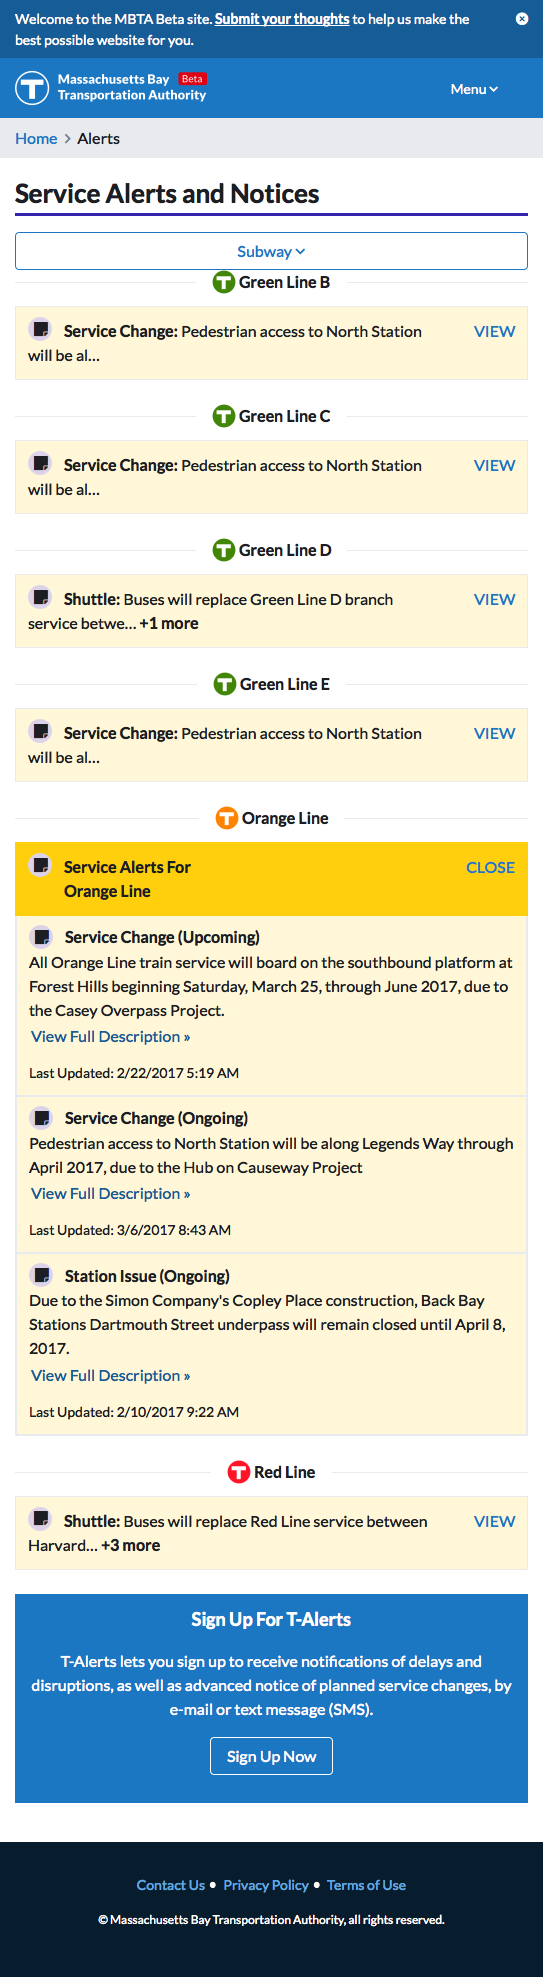 Welcome to the MBTA Beta site. Submit your thoughts to help us make the
best possible website for you.
T Massachusetts Bay Beta
Transportation Authority
Menu
Home > Alerts
Service Alerts and Notices
Subway
T Green Line B
Service Change: Pedestrian access to North Station VIEW
will be al...
T Green Line C
Service Change: Pedestrian access to North Station VIEW
will be al...
T Green Line D
Shuttle: Buses will replace Green Line D branch VIEW
service betwe... +1 more
T Green Line E
Service Change: Pedestrian access to North Station VIEW
will be al...
T Orange Line
Service Alerts For CLOSE
Orange Line
Service Change (Upcoming)
All Orange Line train service will board on the southbound platform at
Forest Hills beginning Saturday, March 25, through June 2017, due to
the Casey Overpass Project.
View Full Description »
Last Updated: 2/22/2017 5:19 AM
Service Change (Ongoing)
Pedestrian access to North Station will be along Legends Way through
April 2017, due to the Hub on Causeway Project
View Full Description »
Last Updated: 3/6/2017 8:43 AM
Station Issue (Ongoing)
Due to the Simon Company's Copley Place construction, Back Bay
Stations Dartmouth Street underpass will remain closed until April 8,
2017.
View Full Description »
Last Updated: 2/10/2017 9:22 AM
T Red Line
Shuttle: Buses will replace Red Line service between VIEW
Harvard... +3 more
Sign Up For T-Alerts
T-Alerts lets you sign up to receive notifications of delays and
disruptions, as well as advanced notice of planned service changes, by
e-mail or text message (SMS).
Sign Up Now
Contact Us • Privacy Policy • Terms of Use
© Massachusetts Bay Transportation Authority, all rights reserved.